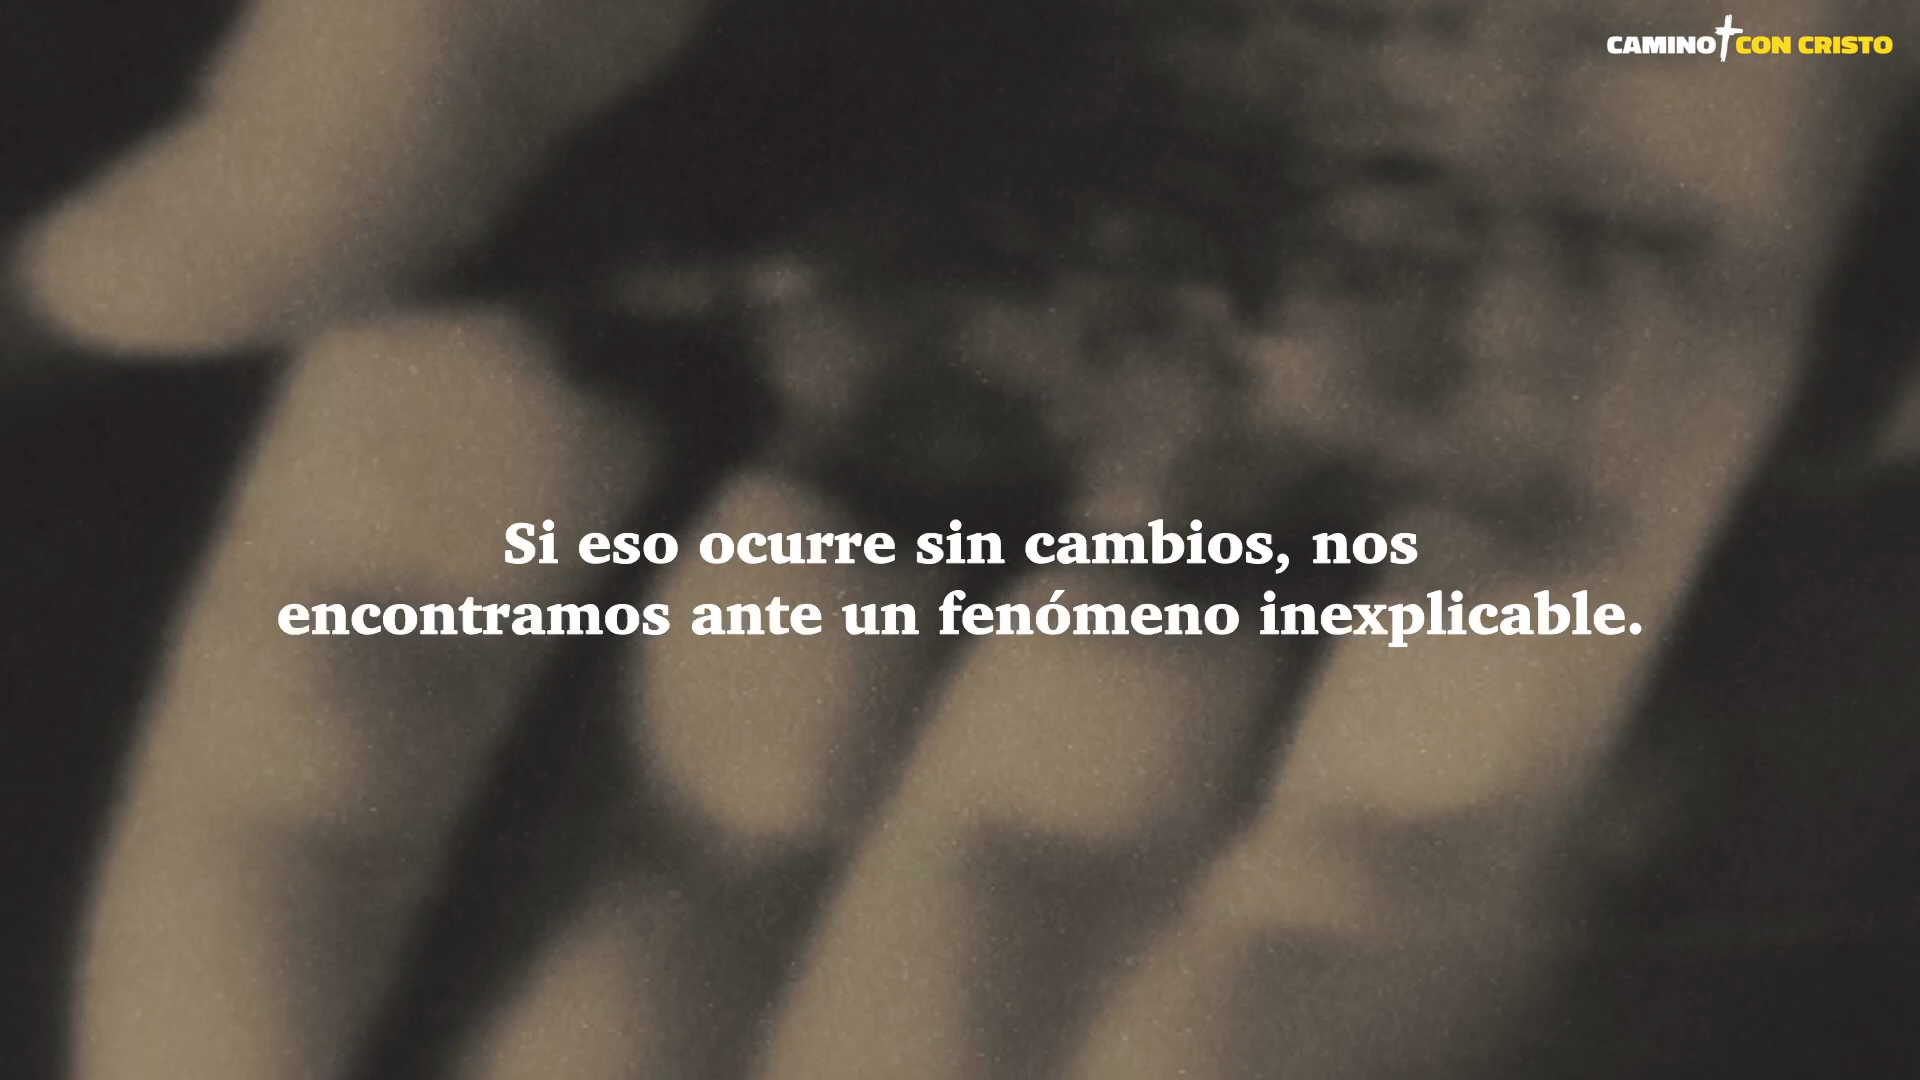 CAMINO CON CRISTO
Si eso ocurre sin cambios, nos
encontramos ante un fenómeno inexplicable.